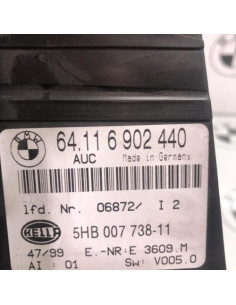 BMW
64.11 6 902 440
AUC Made in Germany
lfd. Nr. 06872/ I 2
HELLA 5HB 007 738-11
47/99 E.-NR:E 3609.M
AI : 01 SW: V005.0